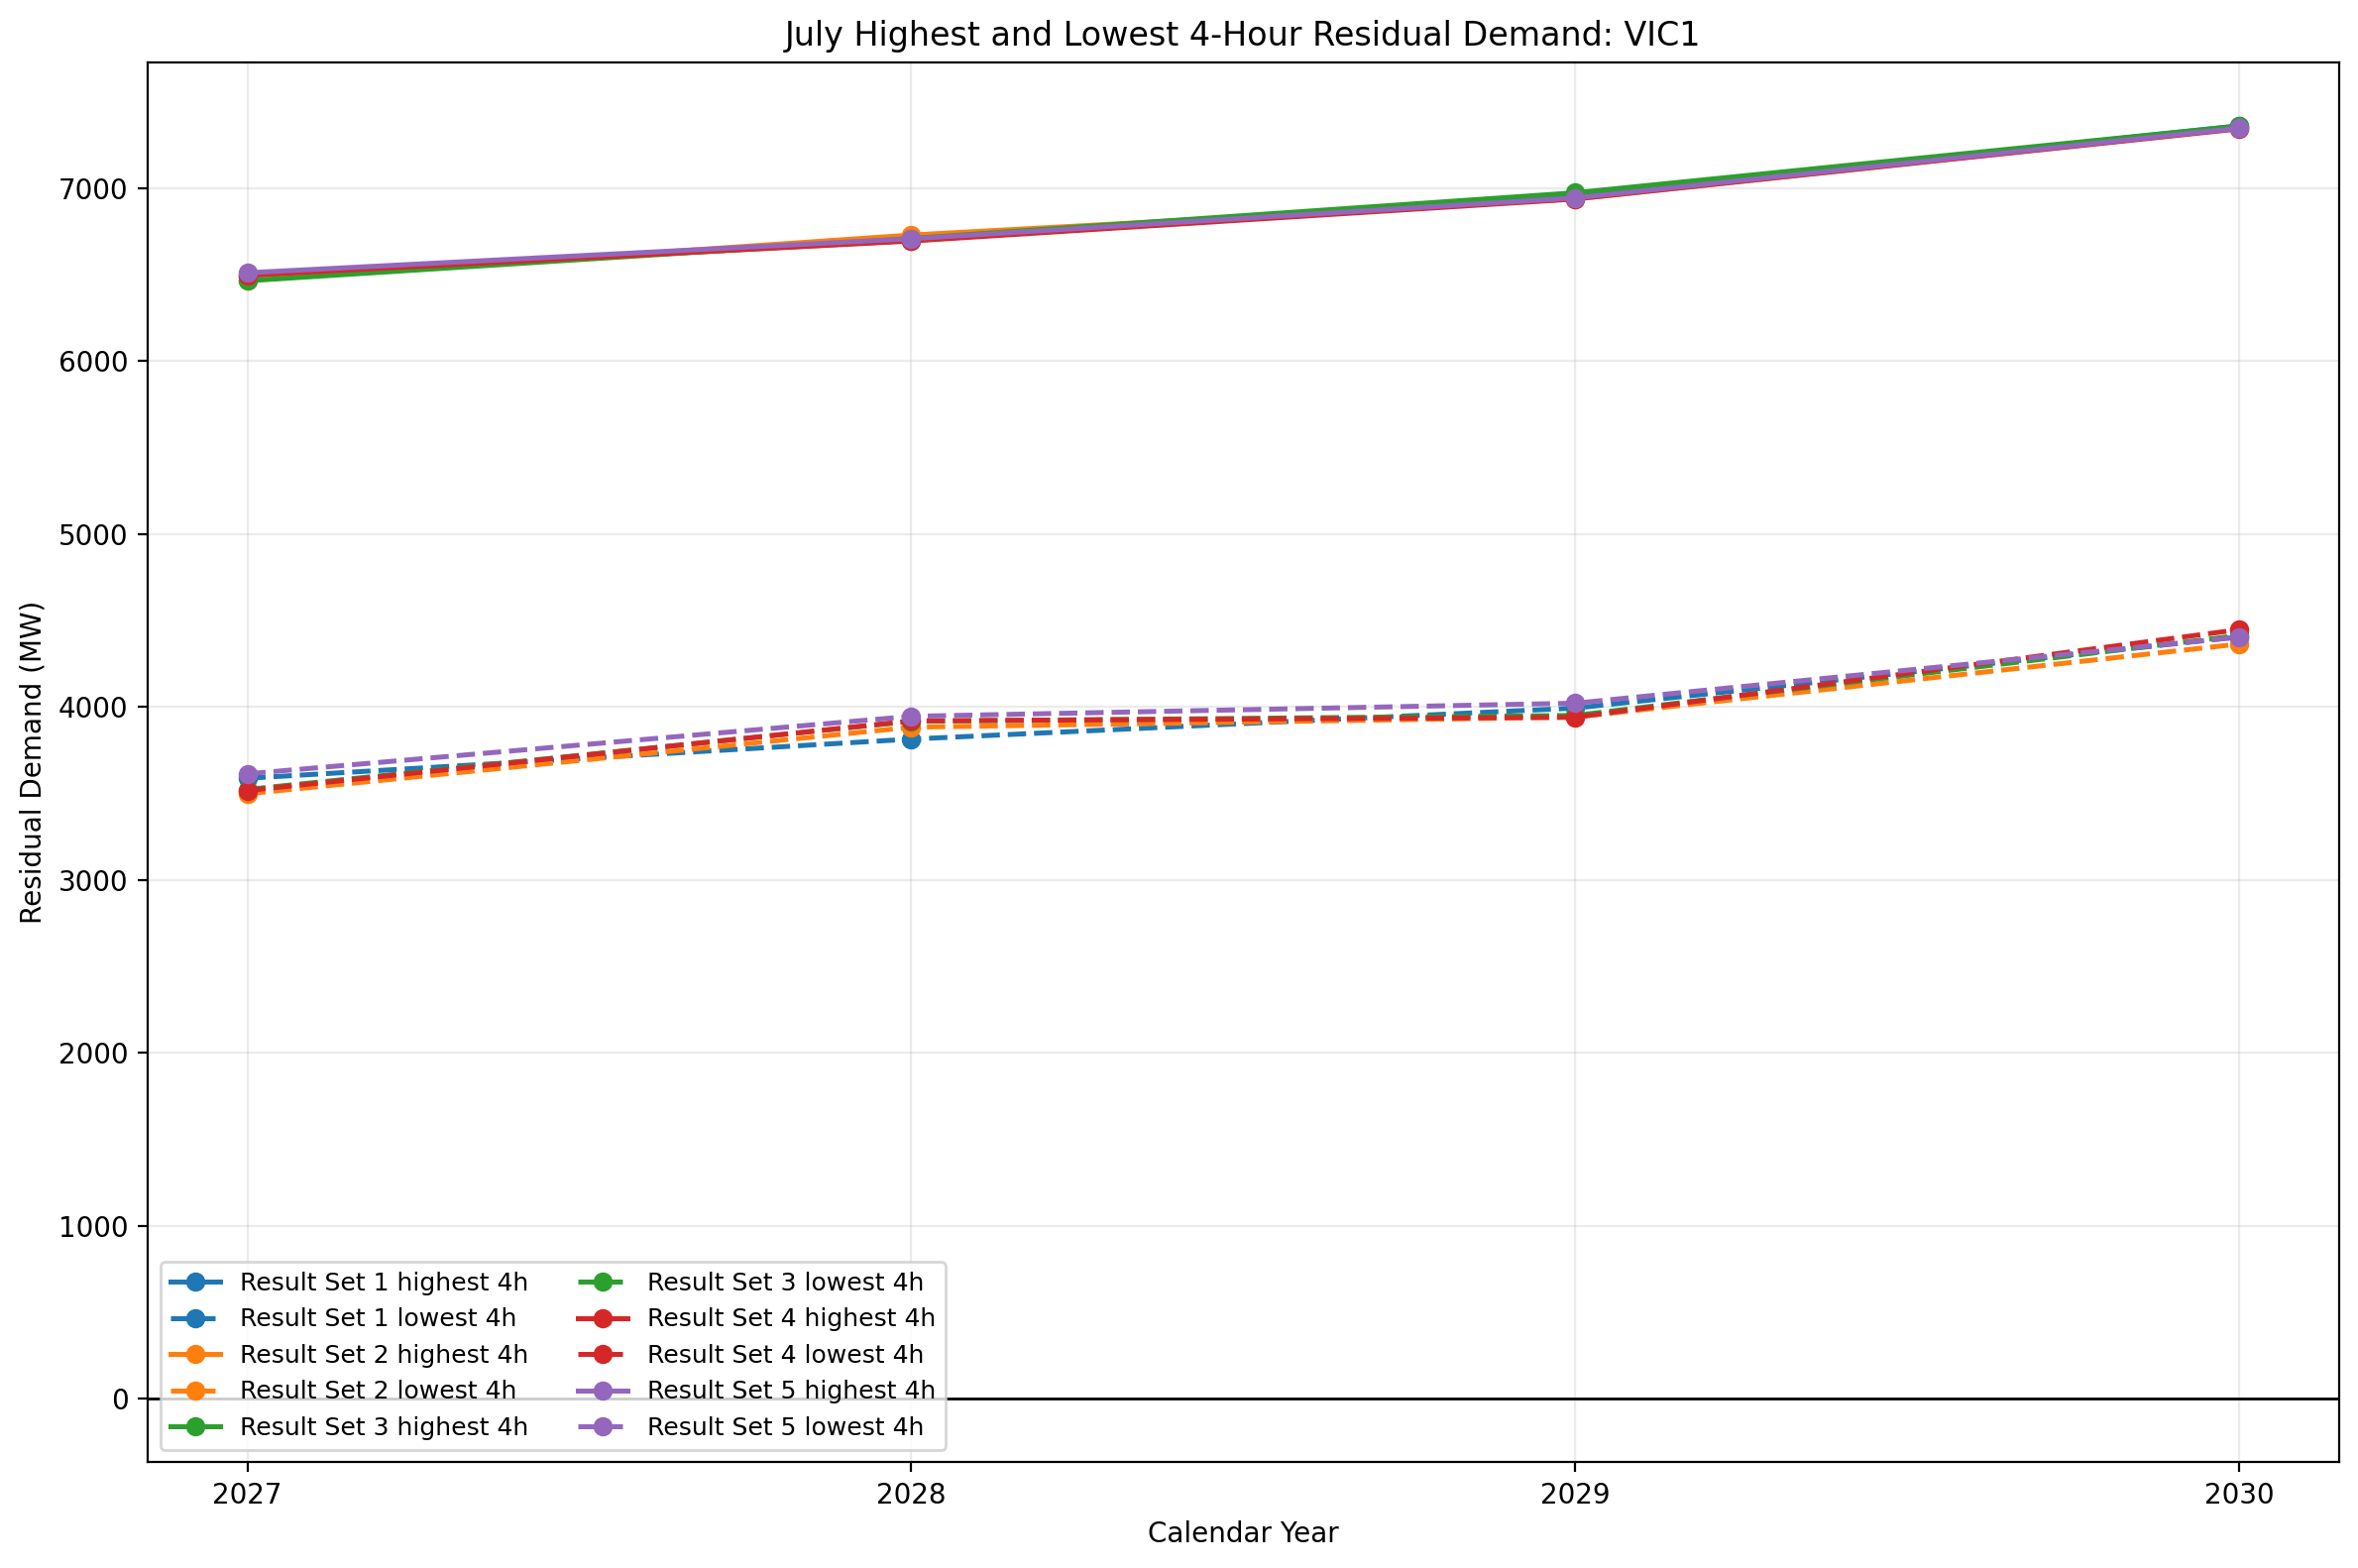 July Highest and Lowest 4-Hour Residual Demand: VIC1
Residual Demand (MW)
7000
6000
5000
4000
3000
2000
1000
0
Result Set 1 highest 4h
Result Set 1 lowest 4h
Result Set 2 highest 4h
Result Set 2 lowest 4h
Result Set 3 highest 4h
Result Set 3 lowest 4h
Result Set 4 highest 4h
Result Set 4 lowest 4h
Result Set 5 highest 4h
Result Set 5 lowest 4h
2027
2028
2029
2030
Calendar Year